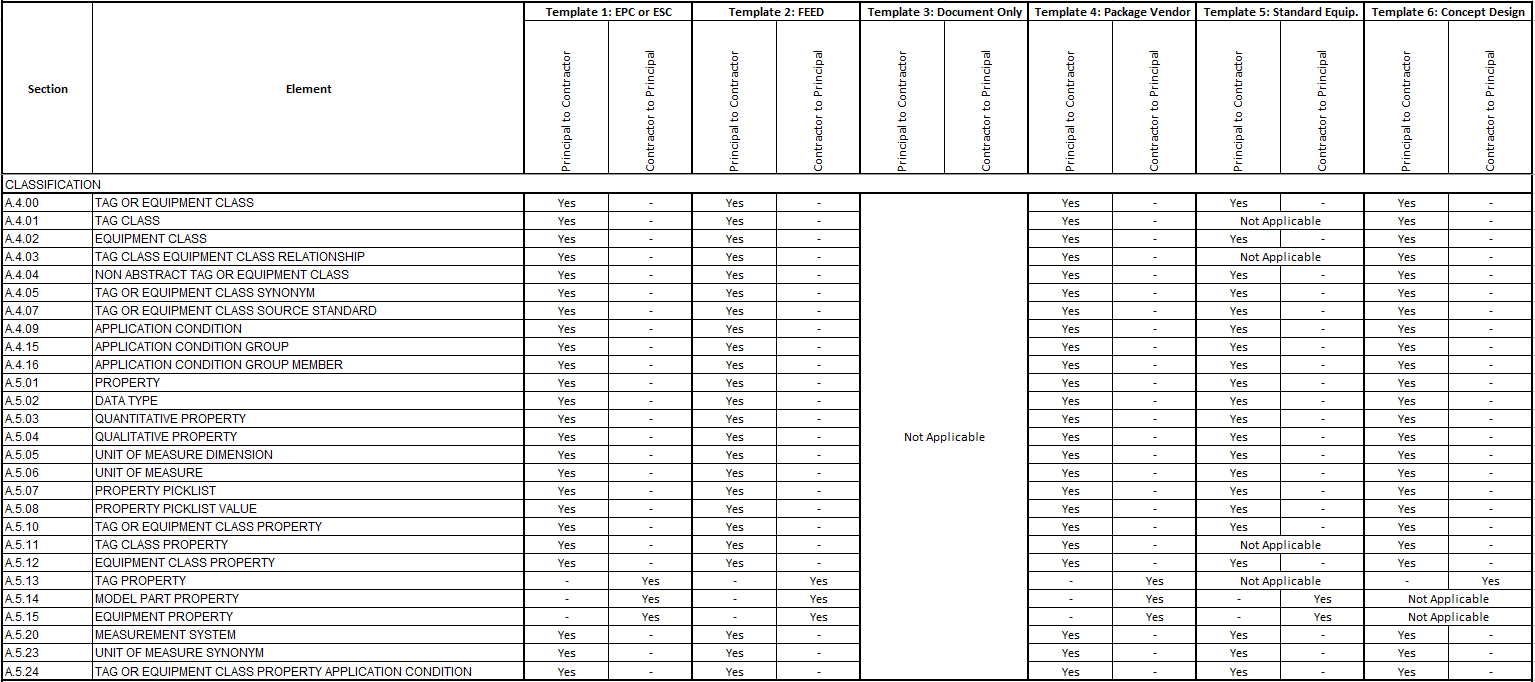 Template 1: EPC or ESC Template 2: FEED Template 3: Document Only Template 4: Package Vendor Template 5: Standard Equip. Template 6: Concept Design
Section Element Principal to Contractor Contractor to Principal Principal to Contractor Contractor to Principal Principal to Contractor Contractor to Principal Principal to Contractor Contractor to Principal Principal to Contractor Contractor to Principal Principal to Contractor Contractor to Principal
CLASSIFICATION
A.4.00 TAG OR EQUIPMENT CLASS Yes - Yes - Yes - Yes - Yes -
A.4.01 TAG CLASS Yes - Yes - Yes - Not Applicable Yes -
A.4.02 EQUIPMENT CLASS Yes - Yes - Yes - Yes - Yes -
A.4.03 TAG CLASS EQUIPMENT CLASS RELATIONSHIP Yes - Yes - Yes - Not Applicable Yes -
A.4.04 NON ABSTRACT TAG OR EQUIPMENT CLASS Yes - Yes - Yes - Yes - Yes -
A.4.05 TAG OR EQUIPMENT CLASS SYNONYM Yes - Yes - Yes - Yes - Yes -
A.4.07 TAG OR EQUIPMENT CLASS SOURCE STANDARD Yes - Yes - Yes - Yes - Yes -
A.4.09 APPLICATION CONDITION Yes - Yes - Yes - Yes - Yes -
A.4.15 APPLICATION CONDITION GROUP Yes - Yes - Yes - Yes - Yes -
A.4.16 APPLICATION CONDITION GROUP MEMBER Yes - Yes - Yes - Yes - Yes -
A.5.01 PROPERTY Yes - Yes - Yes - Yes - Yes -
A.5.02 DATA TYPE Yes - Yes - Yes - Yes - Yes -
A.5.03 QUANTITATIVE PROPERTY Yes - Yes - Yes - Yes - Yes -
A.5.04 QUALITATIVE PROPERTY Yes - Yes - Not Applicable Yes - Yes - Yes -
A.5.05 UNIT OF MEASURE DIMENSION Yes - Yes - Yes - Yes - Yes -
A.5.06 UNIT OF MEASURE Yes - Yes - Yes - Yes - Yes -
A.5.07 PROPERTY PICKLIST Yes - Yes - Yes - Yes - Yes -
A.5.08 PROPERTY PICKLIST VALUE Yes - Yes - Yes - Yes - Yes -
A.5.10 TAG OR EQUIPMENT CLASS PROPERTY Yes - Yes - Yes - Yes - Yes -
A.5.11 TAG CLASS PROPERTY Yes - Yes - Yes - Not Applicable Yes -
A.5.12 EQUIPMENT CLASS PROPERTY Yes - Yes - Yes - Yes - Yes -
A.5.13 TAG PROPERTY - Yes - Yes - Yes Not Applicable - Yes
A.5.14 MODEL PART PROPERTY - Yes - Yes - Yes - Yes Not Applicable
A.5.15 EQUIPMENT PROPERTY - Yes - Yes - Yes - Yes Not Applicable
A.5.20 MEASUREMENT SYSTEM Yes - Yes - Yes - Yes - Yes -
A.5.23 UNIT OF MEASURE SYNONYM Yes - Yes - Yes - Yes - Yes -
A.5.24 TAG OR EQUIPMENT CLASS PROPERTY APPLICATION CONDITION Yes - Yes - Yes - Yes - Yes -